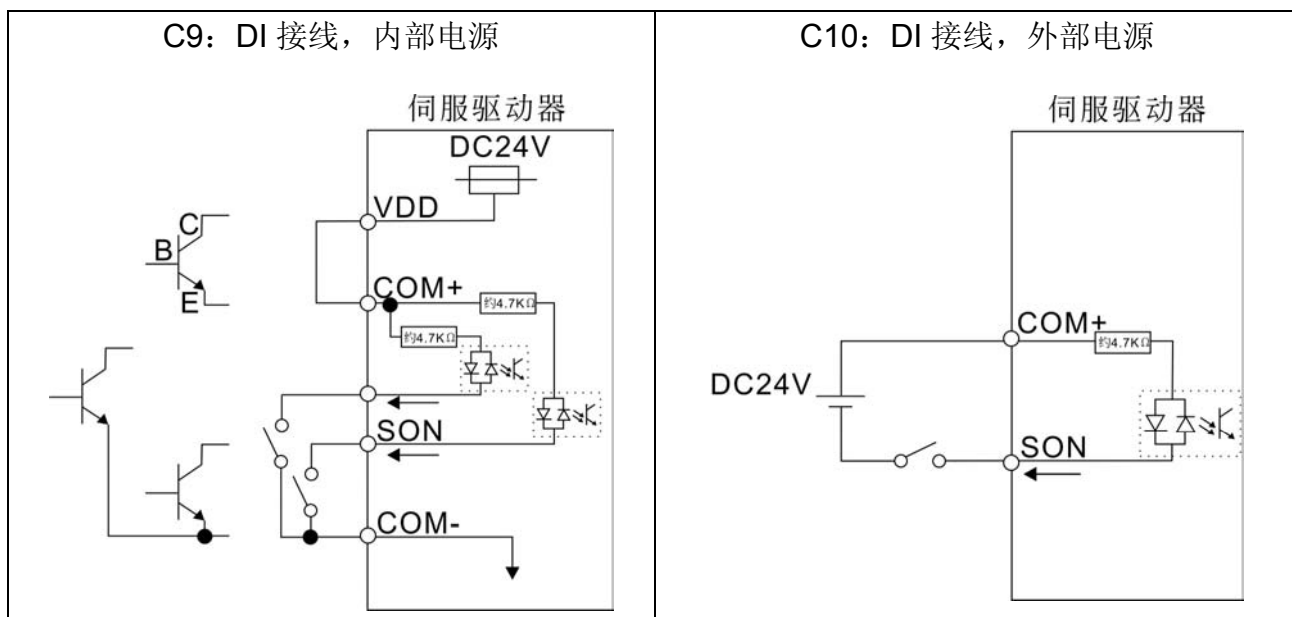 C9：DI 接线，内部电源
伺服驱动器
DC24V
VDD
C
B
E
COM+
约4.7KΩ
约4.7KΩ
SON
COM-
C10：DI 接线，外部电源
伺服驱动器
COM+
约4.7KΩ
DC24V
SON